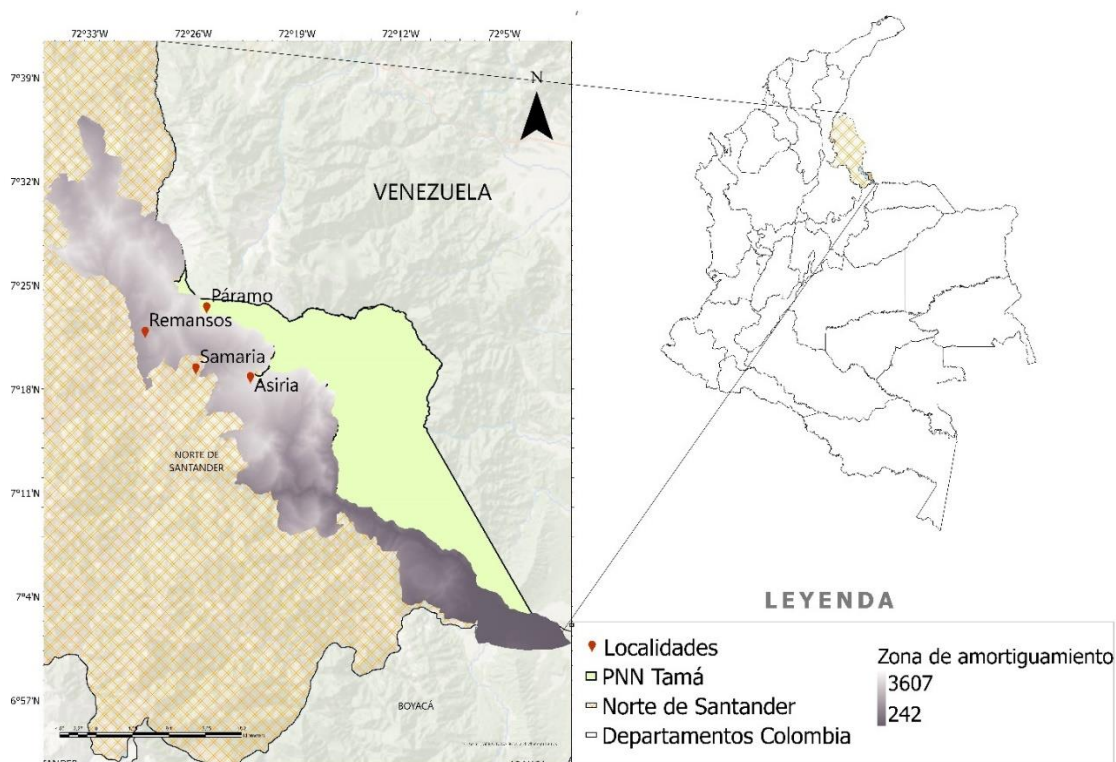 72°33'W 72°26'W 72°19'W 72°12'W 72°5'W
7°39'N
N
7°32'N
VENEZUELA
7°25'N
Páramo
Remansos
Samaria
Asiria
7°18'N
NORTE DE
SANTANDER
7°11'N
7°4'N
6°57'N
BOYACÁ
LEYENDA
Localidades
PNN Tamá
Norte de Santander
Departamentos Colombia
Zona de amortiguamiento
3607
242